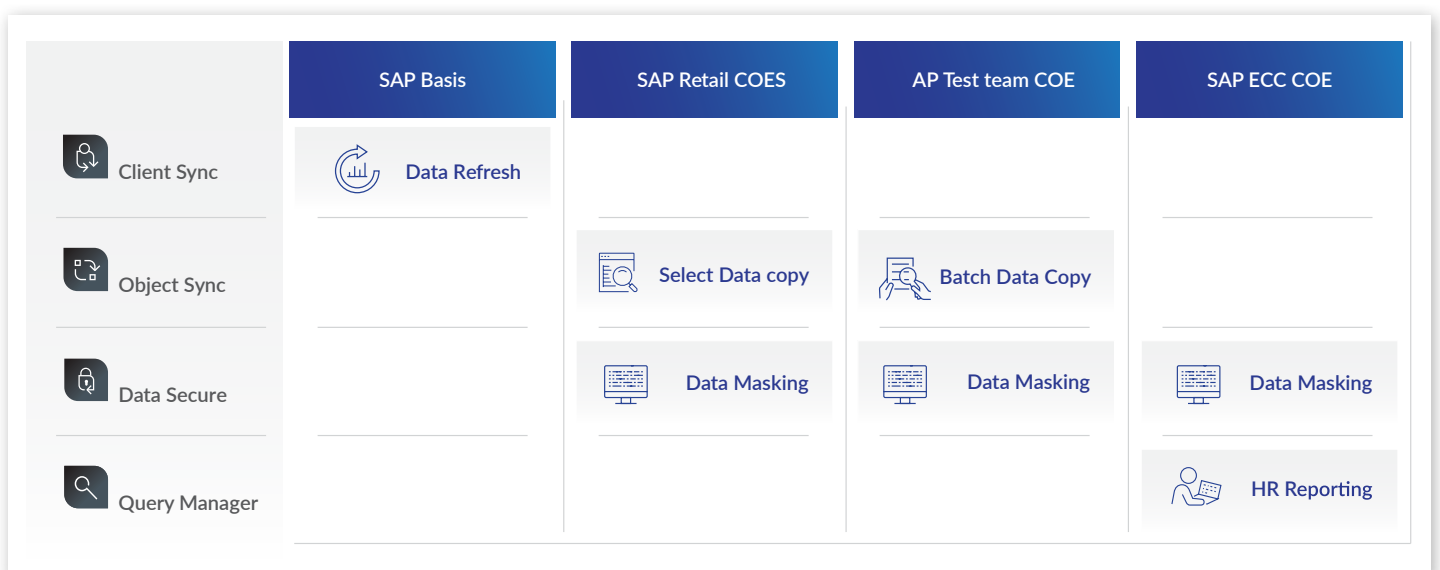 SAP Basis
SAP Retail COES
AP Test team COE
SAP ECC COE
Client Sync
Data Refresh
Object Sync
Select Data copy
Batch Data Copy
Data Secure
Data Masking
Data Masking
Data Masking
Query Manager
HR Reporting